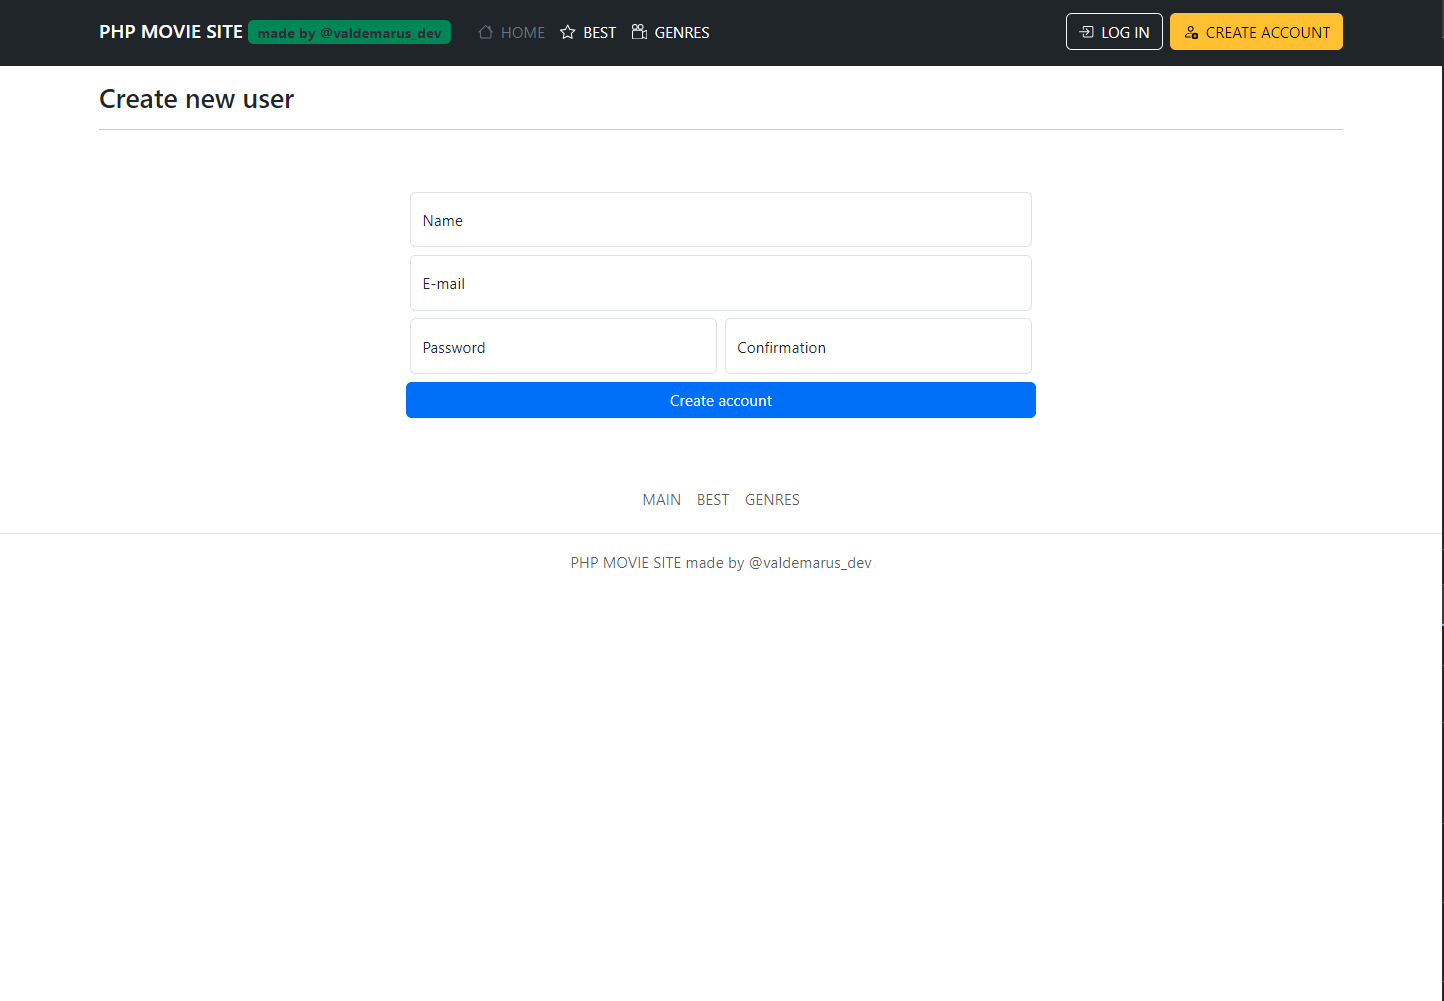 PHP MOVIE SITE made by @valdemarus_dev HOME BEST GENRES LOG IN CREATE ACCOUNT
Create new user
Name
E-mail
Password Confirmation
Create account
MAIN BEST GENRES
PHP MOVIE SITE made by @valdemarus_dev